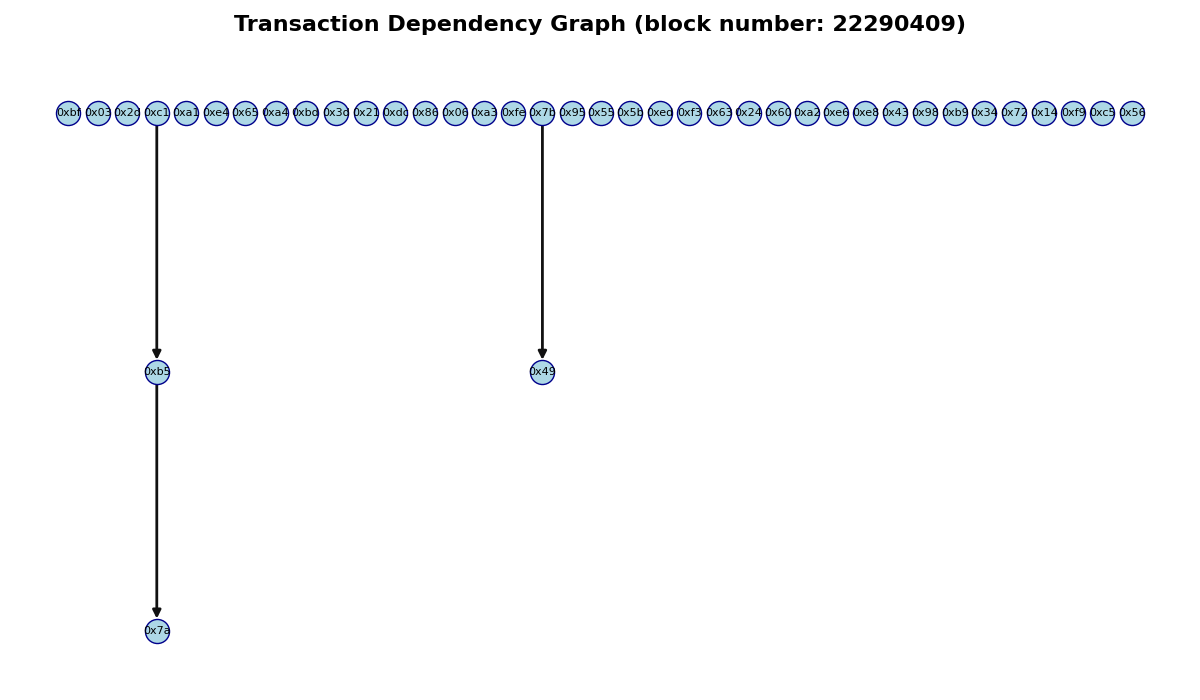 Transaction Dependency Graph (block number: 22290409)
0xbf 0x03 0x2d 0xc1 0xa1 0xe4 0x65 0xa4 0xbd 0x3d 0x21 0xdc 0x86 0x06 0xa3 0xfe 0x7b 0x95 0x55 0x5b 0xed 0xf3 0x63 0x24 0x60 0xa2 0xe6 0xe8 0x43 0x98 0xb9 0x34 0x72 0x14 0xf9 0xc5 0x56
0xb5 0x49
0x7a